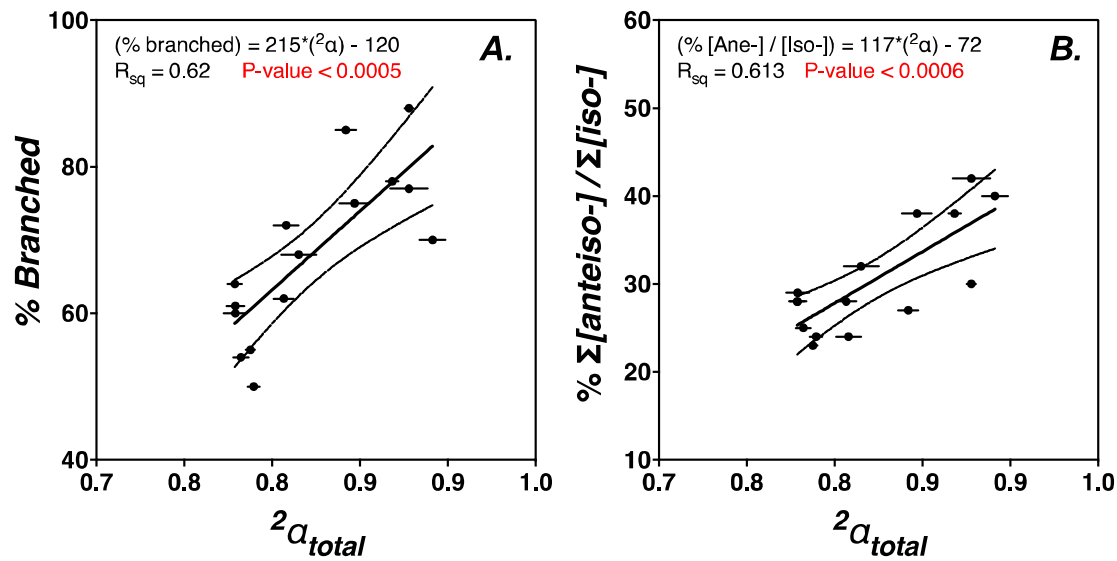 (% branched) = 215*(²α) - 120
R_sq = 0.62 P-value < 0.0005
A.
% Branched
100
80
60
40
0.7 0.8 0.8 0.9 0.9 1.0
²α_total
(% [Ane-] / [Iso-]) = 117*(²α) - 72
R_sq = 0.613 P-value < 0.0006
B.
% Σ[anteiso-] / Σ[iso-]
60
50
40
30
20
10
0.7 0.8 0.8 0.9 0.9 1.0
²α_total